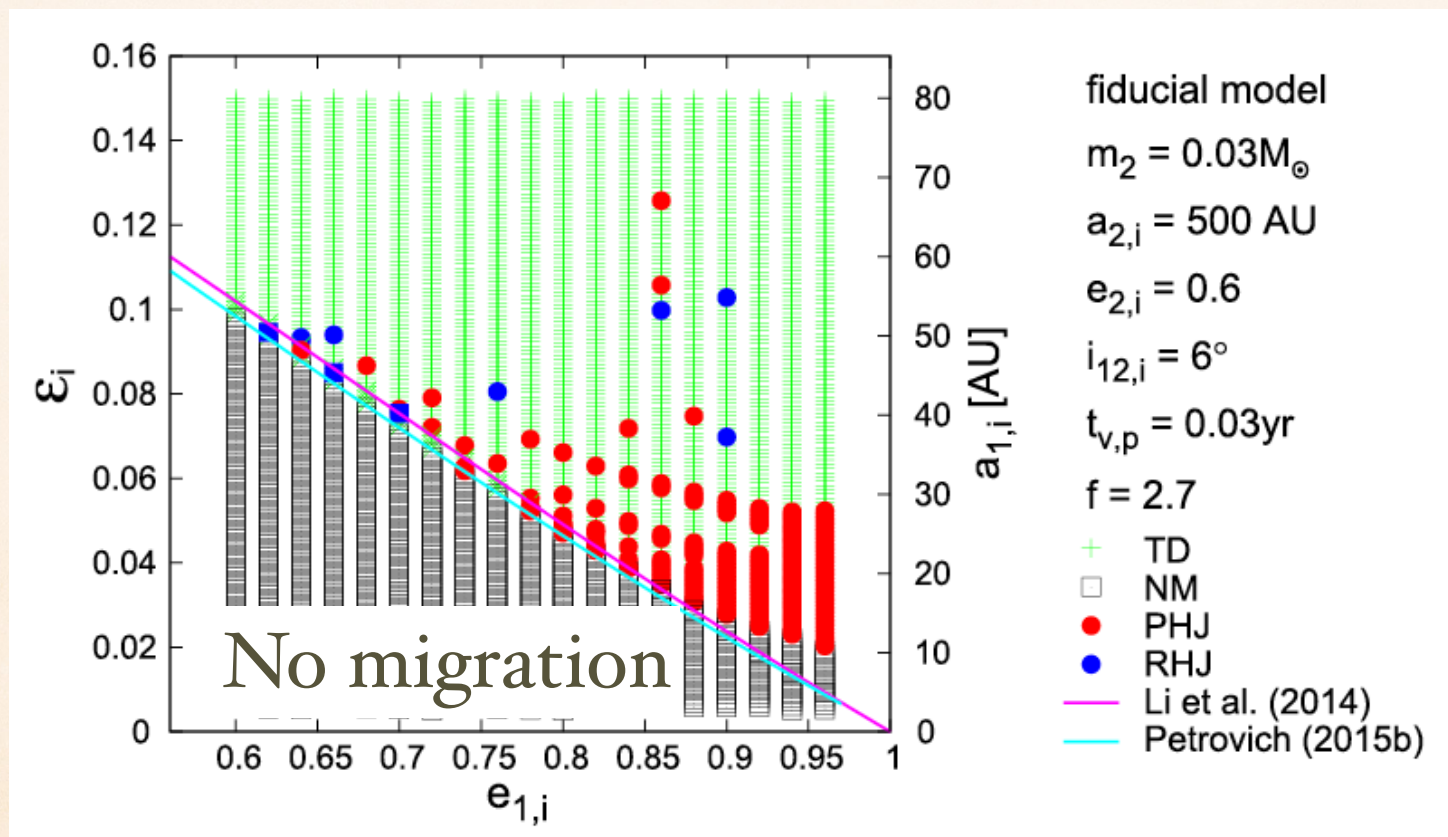 0.16
0.14
0.12
0.1
0.08
0.06
0.04
0.02
0
εi
0.6 0.65 0.7 0.75 0.8 0.85 0.9 0.95 1
e1,i
80
70
60
50
40
30
20
10
0
a1,i [AU]
No migration
fiducial model
m2 = 0.03M⊙
a2,i = 500 AU
e2,i = 0.6
i12,i = 6°
tv,p = 0.03yr
f = 2.7
TD
NM
PHJ
RHJ
Li et al. (2014)
Petrovich (2015b)